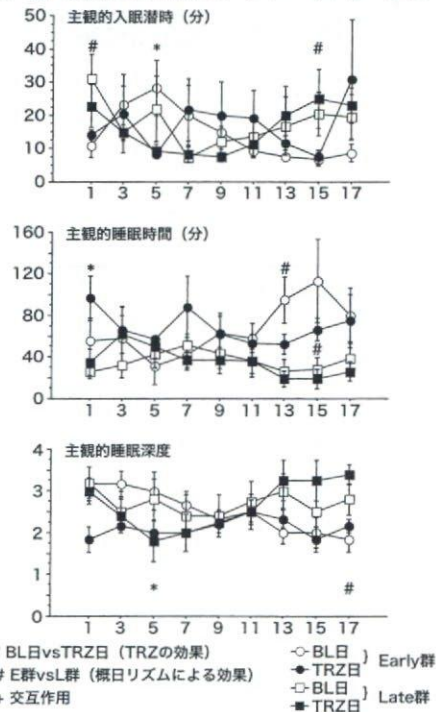 主観的入眠潜時（分）
50
40
30
20
10
0
# * #
1 3 5 7 9 11 13 15 17
主観的睡眠時間（分）
160
120
80
40
0
* # #
1 3 5 7 9 11 13 15 17
主観的睡眠深度
4
3
2
1
0
* #
1 3 5 7 9 11 13 15 17
BL日vsTRZ日（TRZの効果）
# E群vsL群（概日リズムによる効果）
+ 交互作用
BL日
TRZ日
} Early群
BL日
TRZ日
} Late群